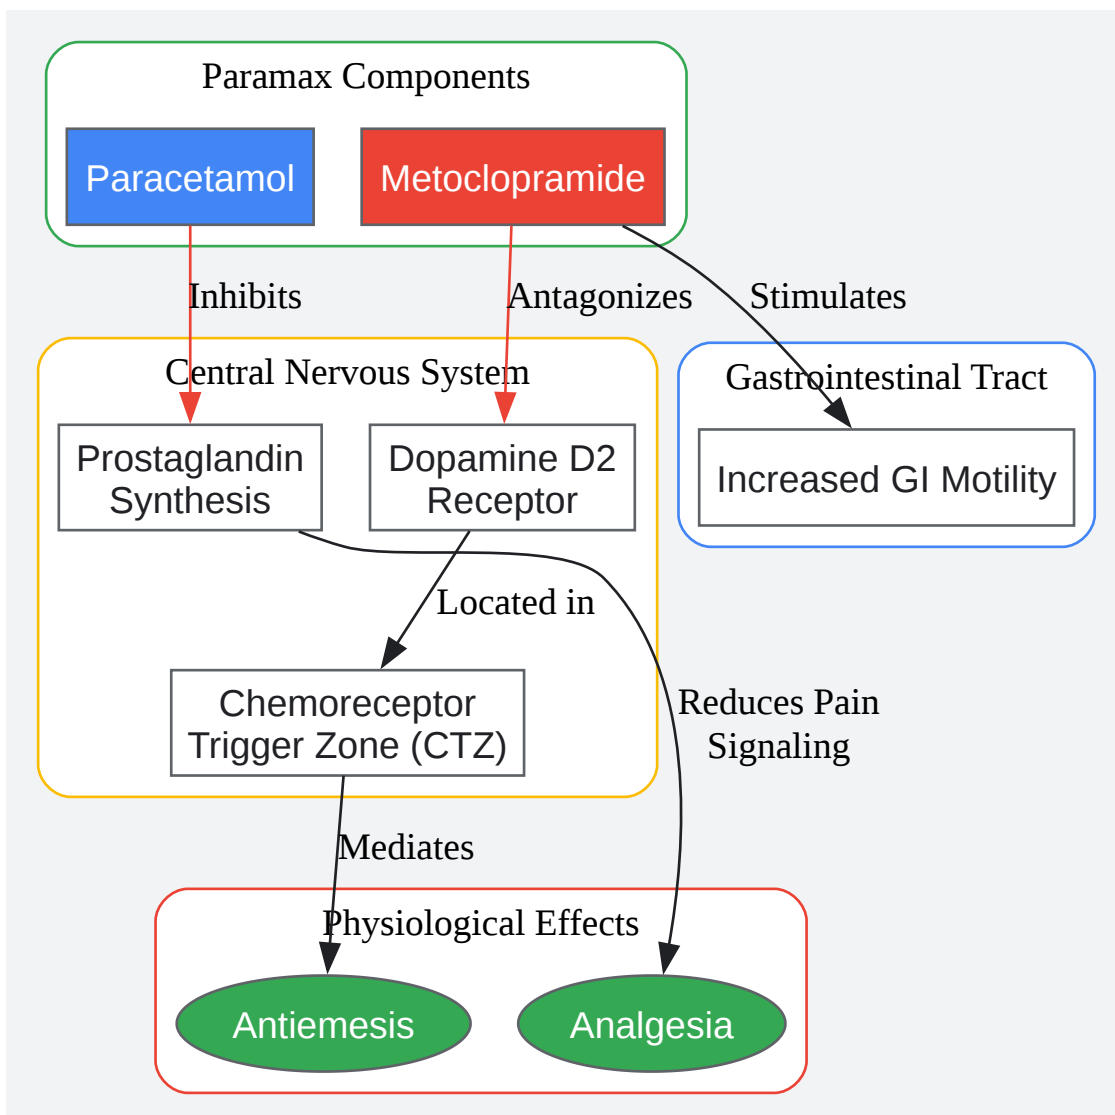 Paramax Components
Paracetamol
Metoclopramide
Inhibits
Antagonizes
Stimulates
Central Nervous System
Gastrointestinal Tract
Prostaglandin
Synthesis
Dopamine D2
Receptor
Increased GI Motility
Located in
Chemoreceptor
Trigger Zone (CTZ)
Reduces Pain
Signaling
Mediates
Physiological Effects
Antiemesis
Analgesia